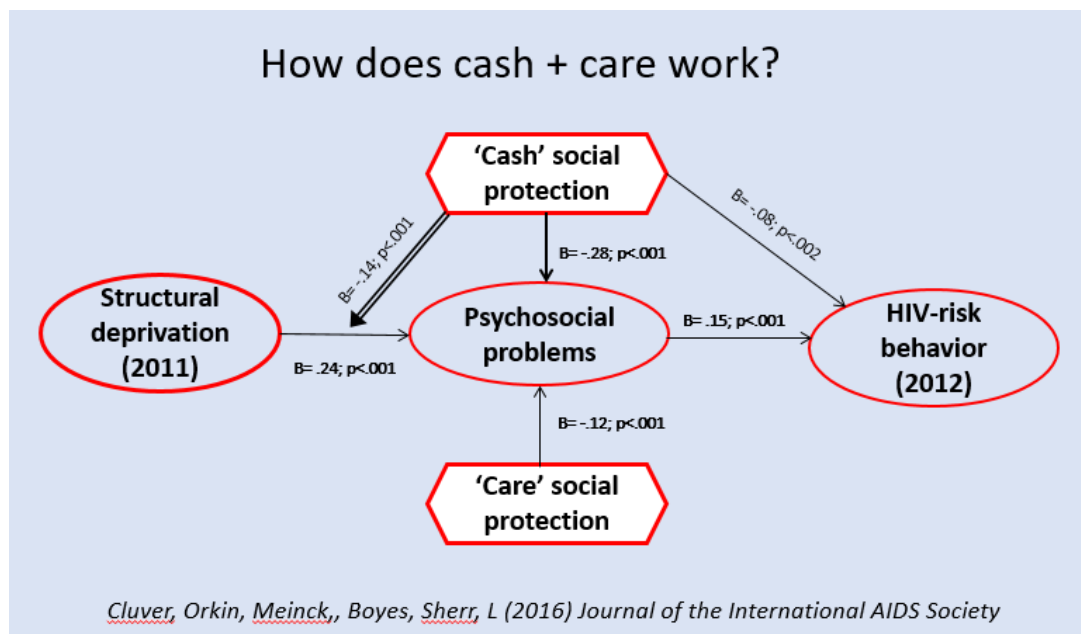 How does cash + care work?
‘Cash’ social
protection
B= -.14; p<.001
B= -.28; p<.001
B= -.08; p<.002
Structural
deprivation
(2011)
B= .24; p<.001
Psychosocial
problems
B= .15; p<.001
HIV-risk
behavior
(2012)
B= -.12; p<.001
‘Care’ social
protection
Cluver, Orkin, Meinck,, Boyes, Sherr, L (2016) Journal of the International AIDS Society